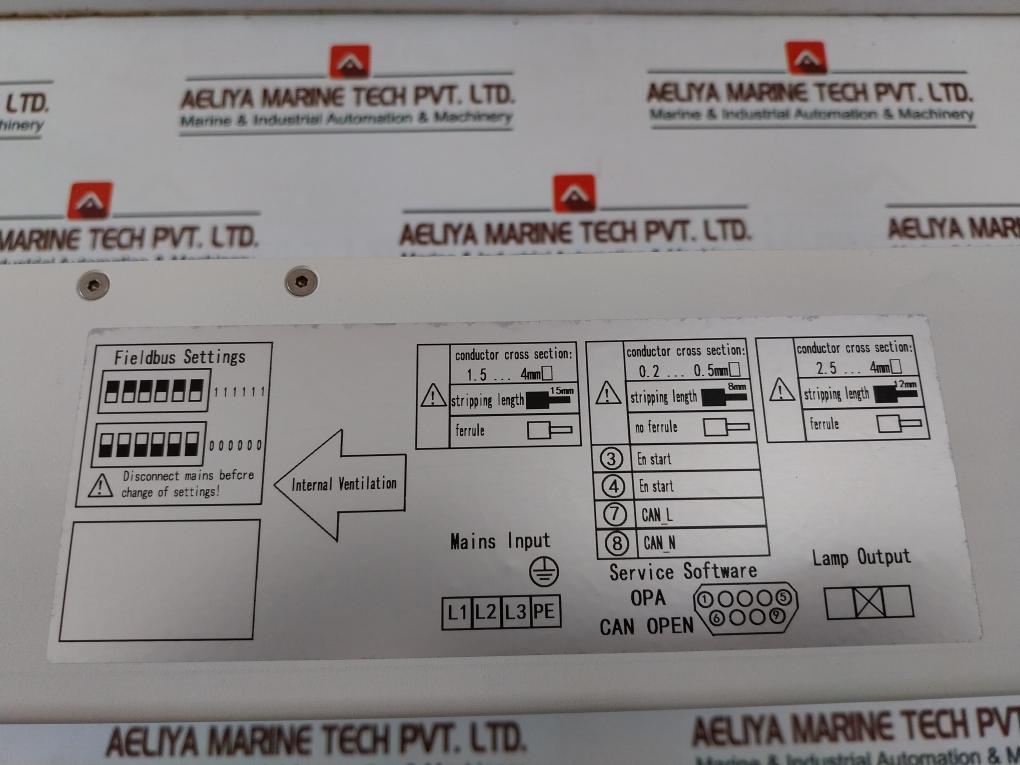 LTD.
AELIYA MARINE TECH PVT. LTD.
AELIYA MARINE TECH PVT. LTD.
hinery
Marine & Industrial Automation & Machinery
Marine & Industrial Automation & Machinery
MARINE TECH PVT. LTD.
AELIYA MARINE TECH PVT. LTD.
AELIYA MAR
Fieldbus Settings
111111
000000
Disconnect mains befcre
change of settings!
Internal Ventilation
conductor cross section:
1.5 ... 4mm□
stripping length 15mm
ferrule
conductor cross section:
0.2 ... 0.5mm□
stripping length 8mm
no ferrule
③ En start
④ En start
⑦ CAN_L
⑧ CAN_N
conductor cross section:
2.5 ... 4mm□
stripping length 12mm
ferrule
Mains Input
L1 L2 L3 PE
Service Software
OPA
CAN OPEN
① ⑤
⑥ ⑨
Lamp Output
AELIYA MARINE TECH PVT. LTD.
AELIYA MARINE TECH PVT
Marine & Industrial Automation & M